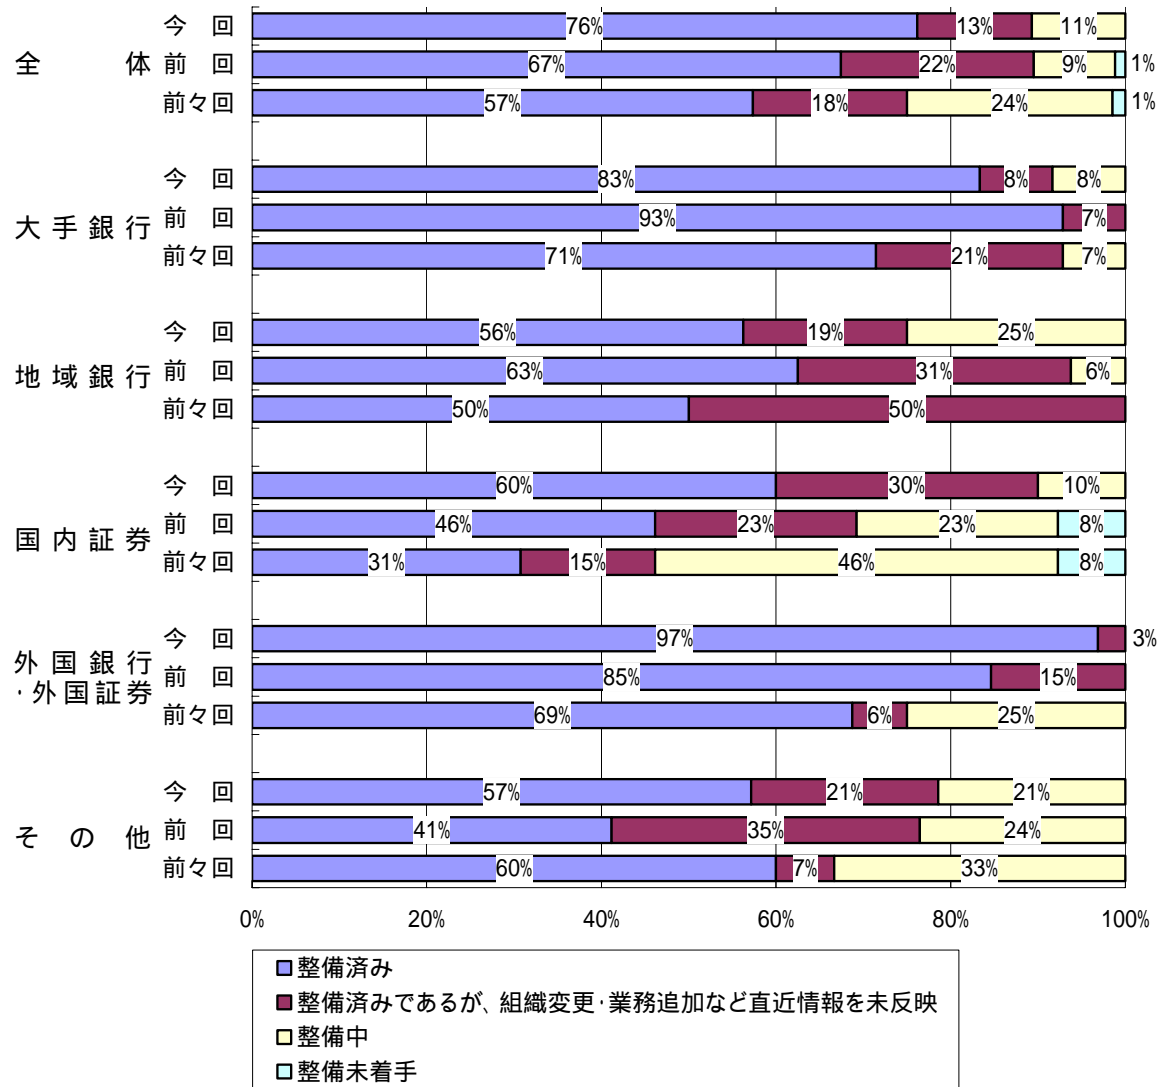 今 回 76% 13% 11%
全 体 前 回 67% 22% 9% 1%
前々回 57% 18% 24% 1%
今 回 83% 8% 8%
大手銀行 前 回 93% 7%
前々回 71% 21% 7%
今 回 56% 19% 25%
地域銀行 前 回 63% 31% 6%
前々回 50% 50%
今 回 60% 30% 10%
国内証券 前 回 46% 23% 23% 8%
前々回 31% 15% 46% 8%
今 回 97% 3%
外国銀行
・外国証券 前 回 85% 15%
前々回 69% 6% 25%
今 回 57% 21% 21%
その他 前 回 41% 35% 24%
前々回 60% 7% 33%
0% 20% 40% 60% 80% 100%
整備済み
整備済みであるが、組織変更・業務追加など直近情報を未反映
整備中
整備未着手